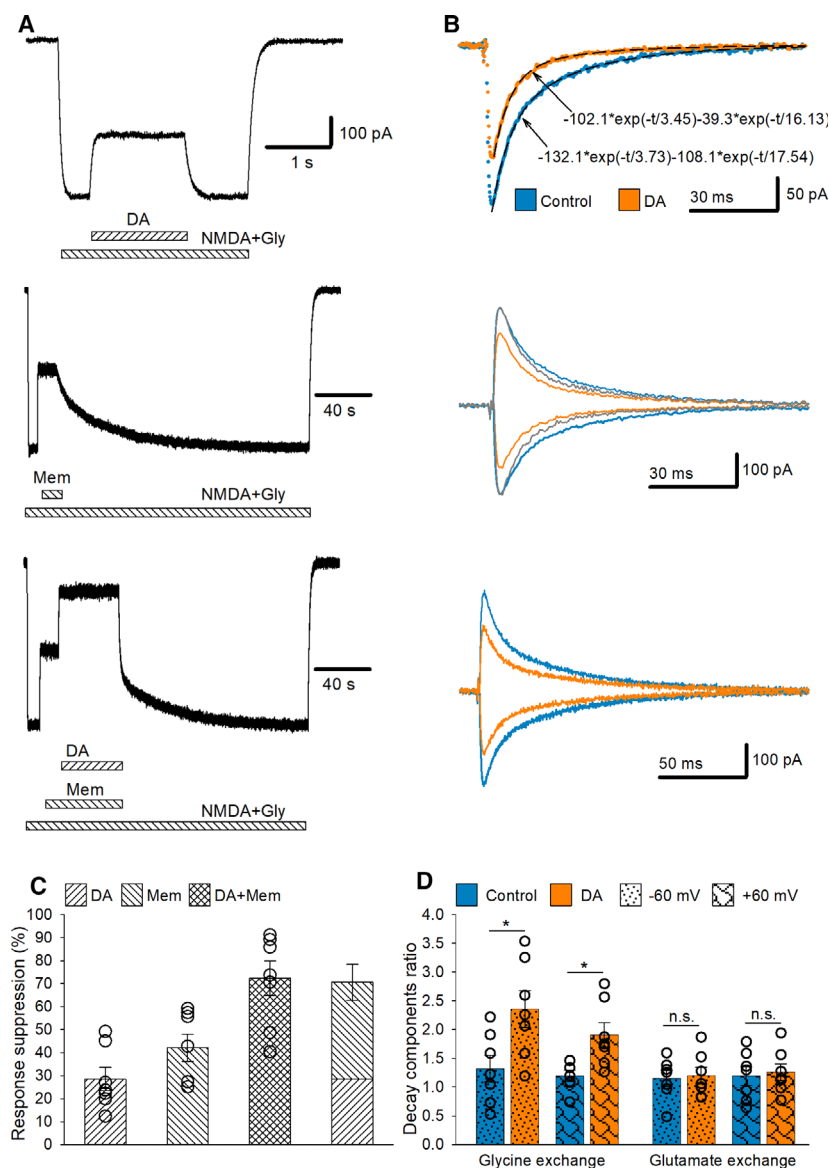 A
100 pA
1 s
DA
NMDA+Gly
40 s
Mem
NMDA+Gly
40 s
DA
Mem
NMDA+Gly
B
-102.1*exp(-t/3.45)-39.3*exp(-t/16.13)
-132.1*exp(-t/3.73)-108.1*exp(-t/17.54)
Control DA 30 ms 50 pA
30 ms 100 pA
50 ms 100 pA
C DA Mem DA+Mem
Response suppression (%)
100
90
80
70
60
50
40
30
20
10
0
D Control DA -60 mV +60 mV
Decay components ratio
4.0
3.5
3.0
2.5
2.0
1.5
1.0
0.5
0.0
* * n.s. n.s.
Glycine exchange Glutamate exchange